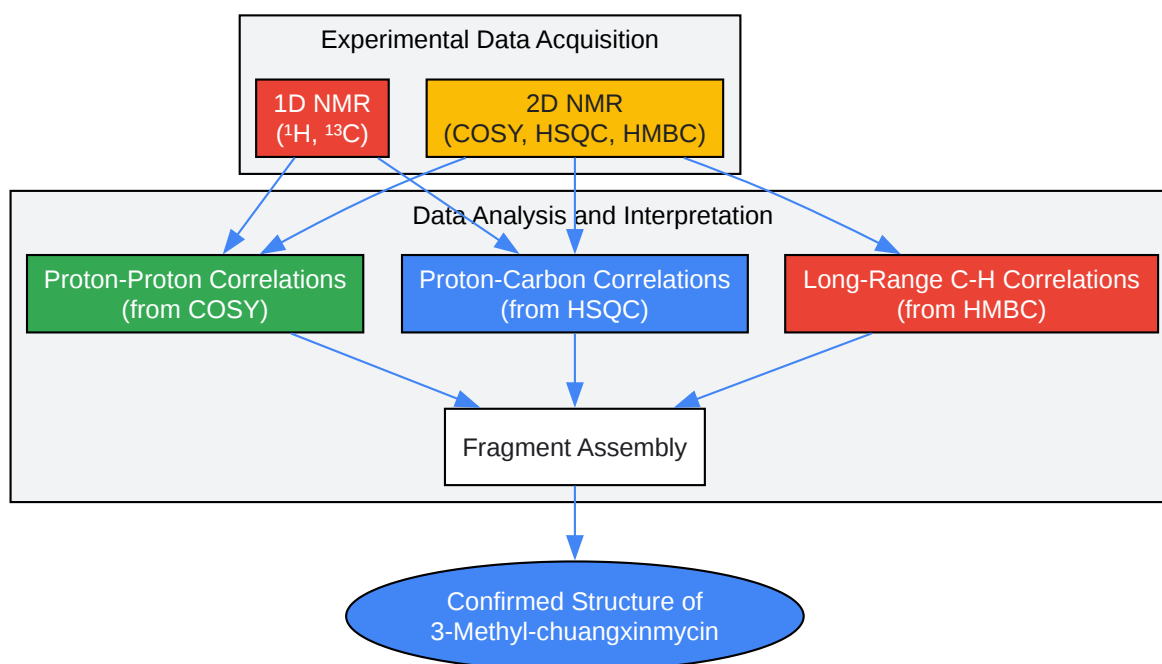 Experimental Data Acquisition
1D NMR
(¹H, ¹³C)
2D NMR
(COSY, HSQC, HMBC)
Data Analysis and Interpretation
Proton-Proton Correlations
(from COSY)
Proton-Carbon Correlations
(from HSQC)
Long-Range C-H Correlations
(from HMBC)
Fragment Assembly
Confirmed Structure of
3-Methyl-chuangxinmycin